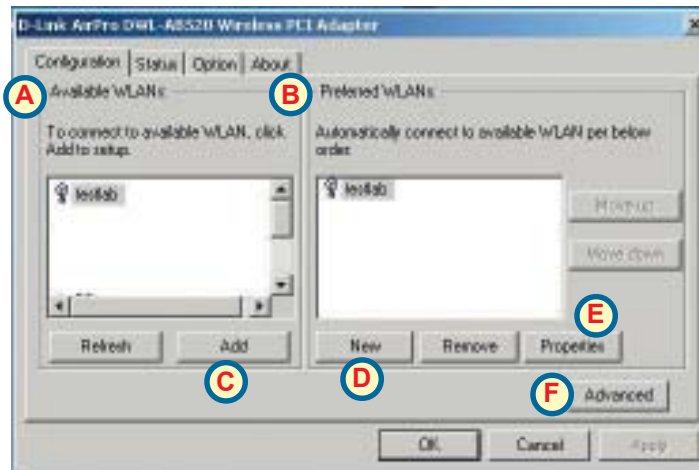 D-Link AirPro DWL-AB520 Wireless PCI Adapter
Configuration Status Option About
A Available WLANs:
B Preferred WLANs:
To connect to available WLAN, click
Add to setup.
Automatically connect to available WLAN per below
order.
testlab
testlab
Move up
Move down
E
Refresh Add New Remove Properties
C D
F Advanced
OK Cancel Apply